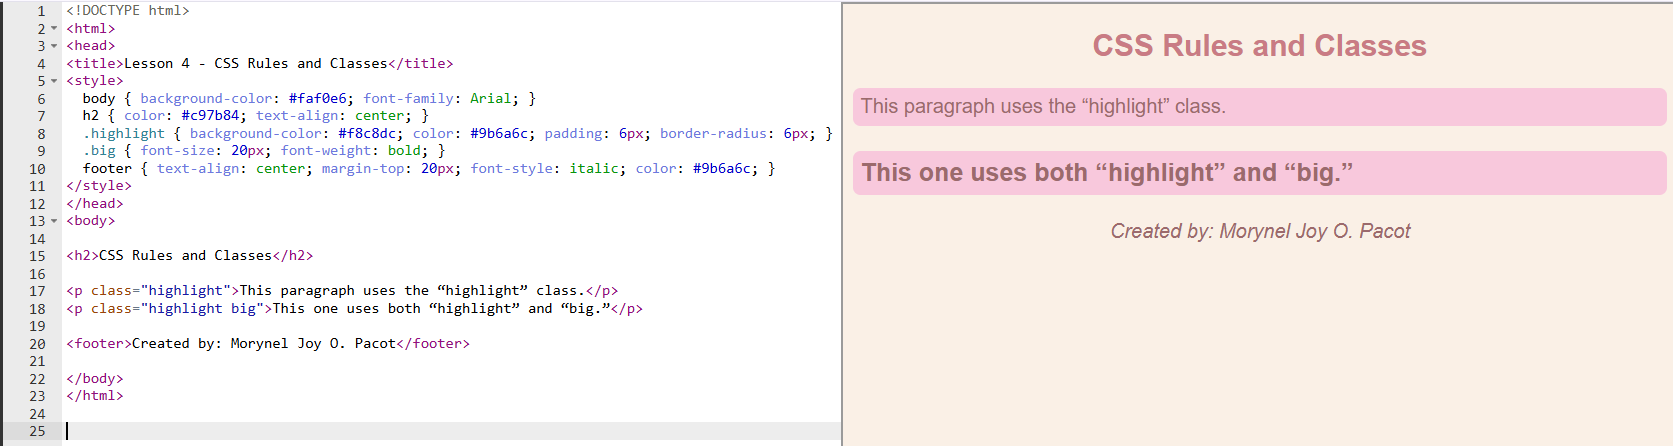 1 <!DOCTYPE html>
2 <html>
3 <head>
4 <title>Lesson 4 - CSS Rules and Classes</title>
5 <style>
6 body { background-color: #faf0e6; font-family: Arial; }
7 h2 { color: #c97b84; text-align: center; }
8 .highlight { background-color: #f8c8dc; color: #9b6a6c; padding: 6px; border-radius: 6px; }
9 .big { font-size: 20px; font-weight: bold; }
10 footer { text-align: center; margin-top: 20px; font-style: italic; color: #9b6a6c; }
11 </style>
12 </head>
13 <body>
14
15 <h2>CSS Rules and Classes</h2>
16
17 <p class="highlight">This paragraph uses the “highlight” class.</p>
18 <p class="highlight big">This one uses both “highlight” and “big.”</p>
19
20 <footer>Created by: Morynel Joy O. Pacot</footer>
21
22 </body>
23 </html>
24
25
CSS Rules and Classes
This paragraph uses the “highlight” class.
This one uses both “highlight” and “big.”
Created by: Morynel Joy O. Pacot